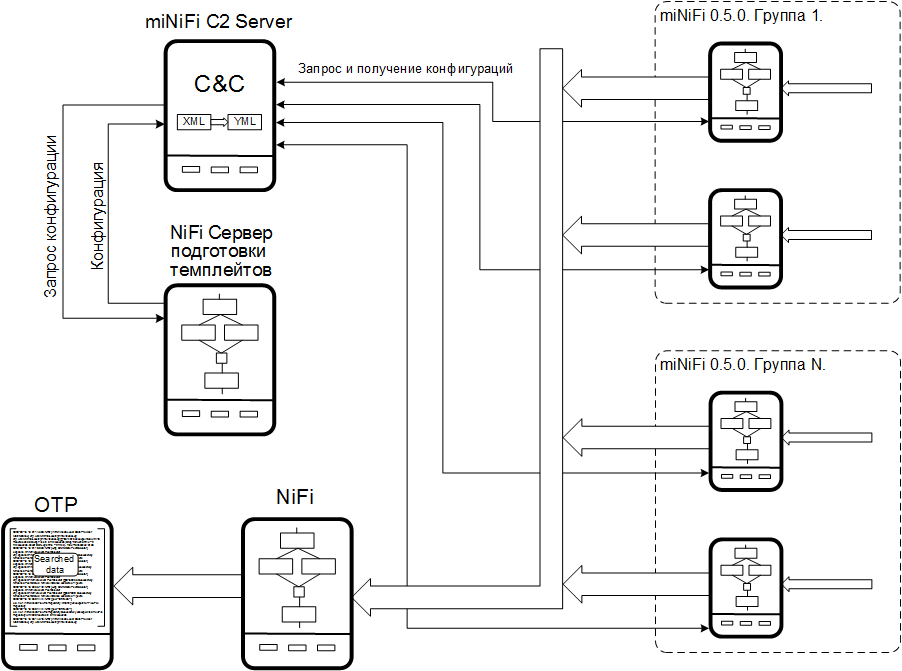 miNiFi C2 Server
C&C
XML
YML
Запрос и получение конфигураций
miNiFi 0.5.0. Группа 1.
Запрос конфигурации
Конфигурация
NiFi Сервер
подготовки
темплейтов
miNiFi 0.5.0. Группа N.
OTP
Searched
data
NiFi